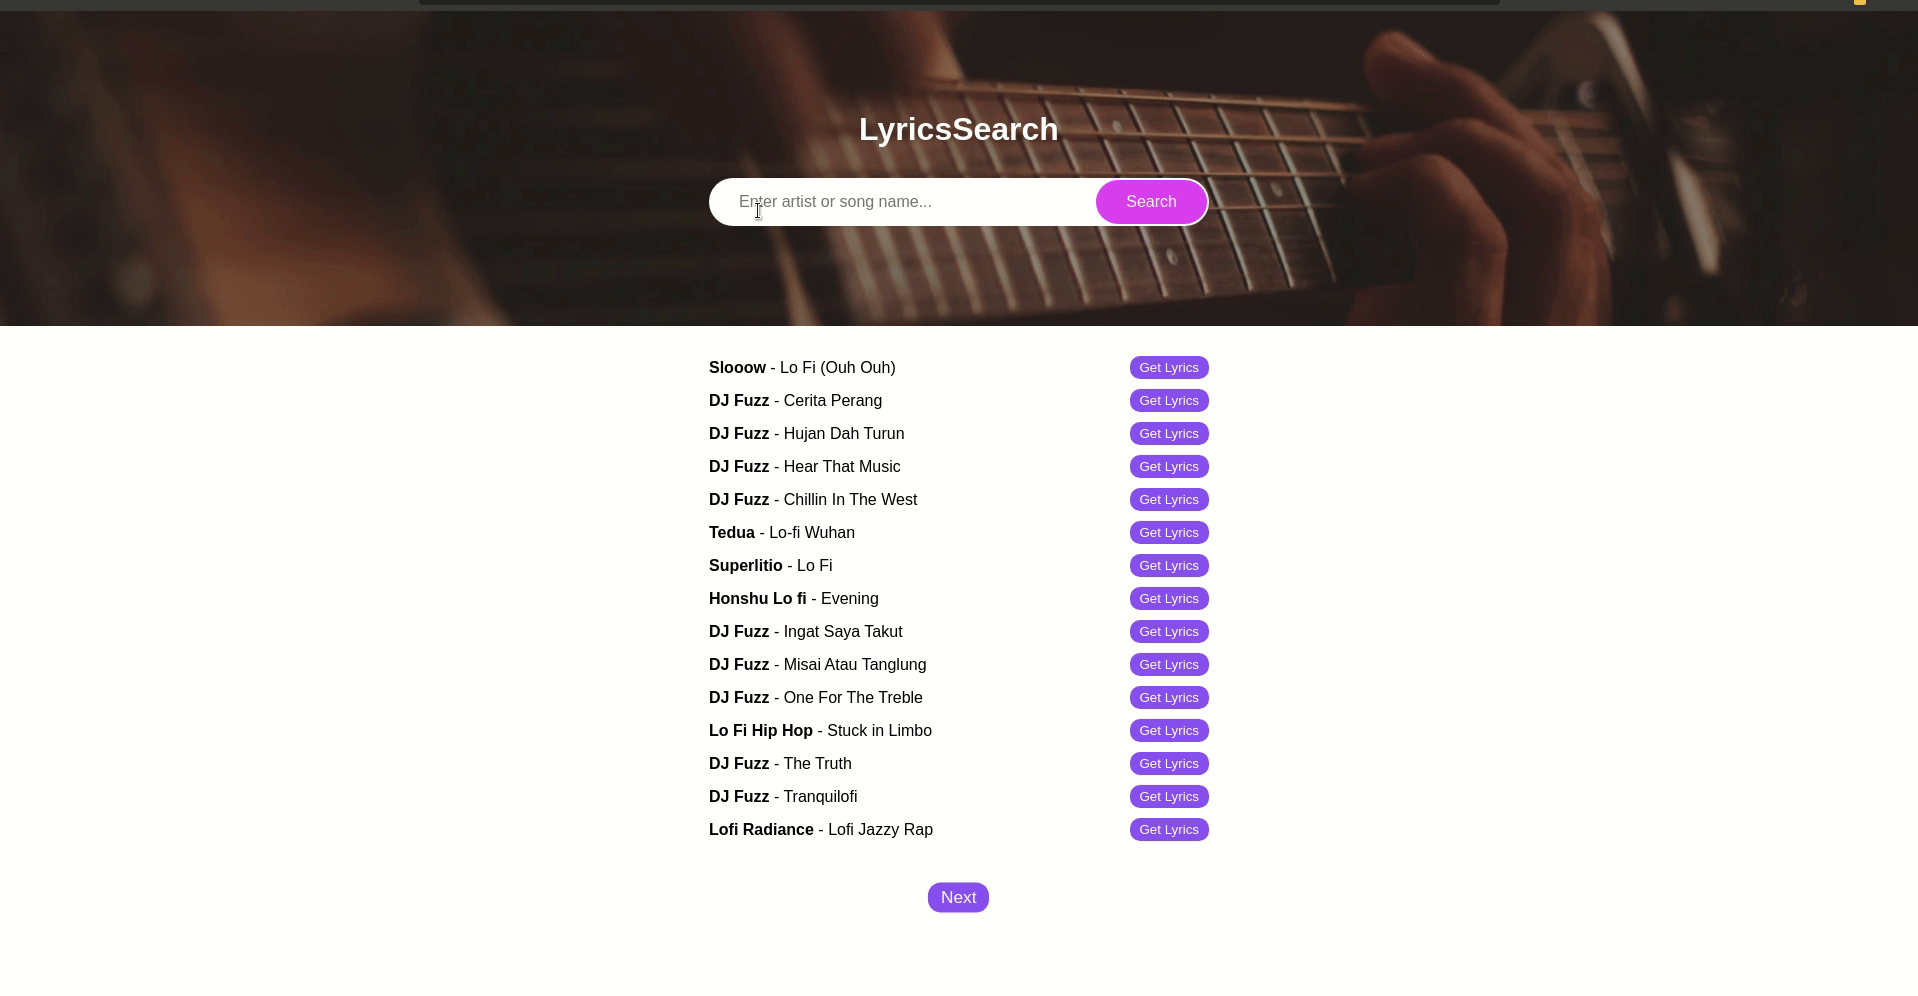 LyricsSearch
Enter artist or song name...
Search
Slooow - Lo Fi (Ouh Ouh)
Get Lyrics
DJ Fuzz - Cerita Perang
Get Lyrics
DJ Fuzz - Hujan Dah Turun
Get Lyrics
DJ Fuzz - Hear That Music
Get Lyrics
DJ Fuzz - Chillin In The West
Get Lyrics
Tedua - Lo-fi Wuhan
Get Lyrics
Superlitio - Lo Fi
Get Lyrics
Honshu Lo fi - Evening
Get Lyrics
DJ Fuzz - Ingat Saya Takut
Get Lyrics
DJ Fuzz - Misai Atau Tanglung
Get Lyrics
DJ Fuzz - One For The Treble
Get Lyrics
Lo Fi Hip Hop - Stuck in Limbo
Get Lyrics
DJ Fuzz - The Truth
Get Lyrics
DJ Fuzz - Tranquilofi
Get Lyrics
Lofi Radiance - Lofi Jazzy Rap
Get Lyrics
Next